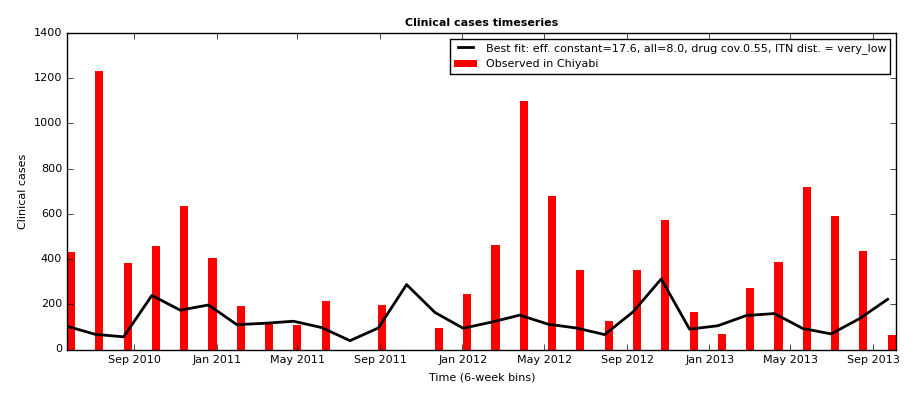 Clinical cases timeseries
1400
1200
1000
800
600
400
200
0
Clinical cases
Best fit: eff. constant=17.6, all=8.0, drug cov.0.55, ITN dist. = very_low
Observed in Chiyabi
Sep 2010 Jan 2011 May 2011 Sep 2011 Jan 2012 May 2012 Sep 2012 Jan 2013 May 2013 Sep 2013
Time (6-week bins)